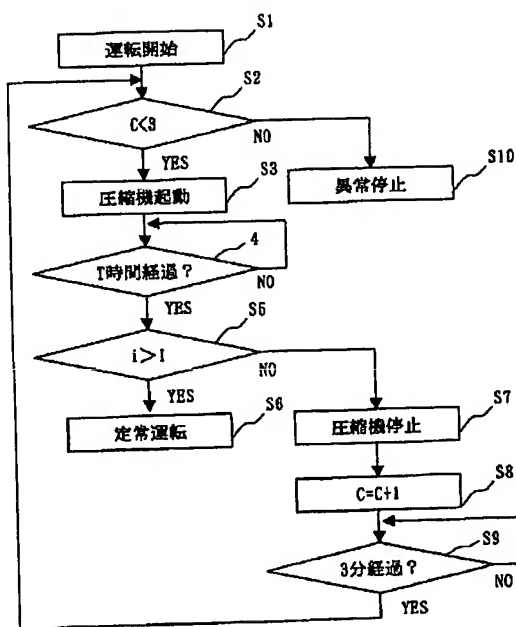 運転開始
S1
S2
C<3
NO
YES
S3
S10
圧縮機起動
異常停止
4
T時間経過?
NO
YES
S5
i>I
NO
YES
S6
S7
定常運転
圧縮機停止
S8
C=C+1
S9
3分経過?
NO
YES